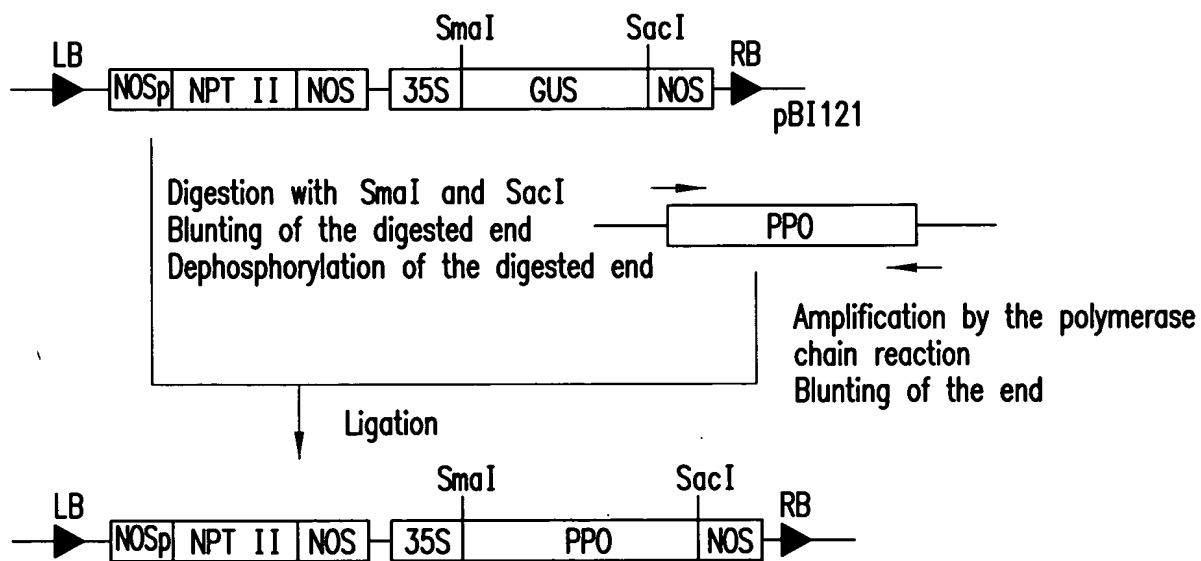 SmaI SacI
LB RB
NOSp NPT II NOS 35S GUS NOS
pBI121
Digestion with SmaI and SacI
Blunting of the digested end
Dephosphorylation of the digested end
PPO
Amplification by the polymerase
chain reaction
Blunting of the end
Ligation
SmaI SacI
LB RB
NOSp NPT II NOS 35S PPO NOS